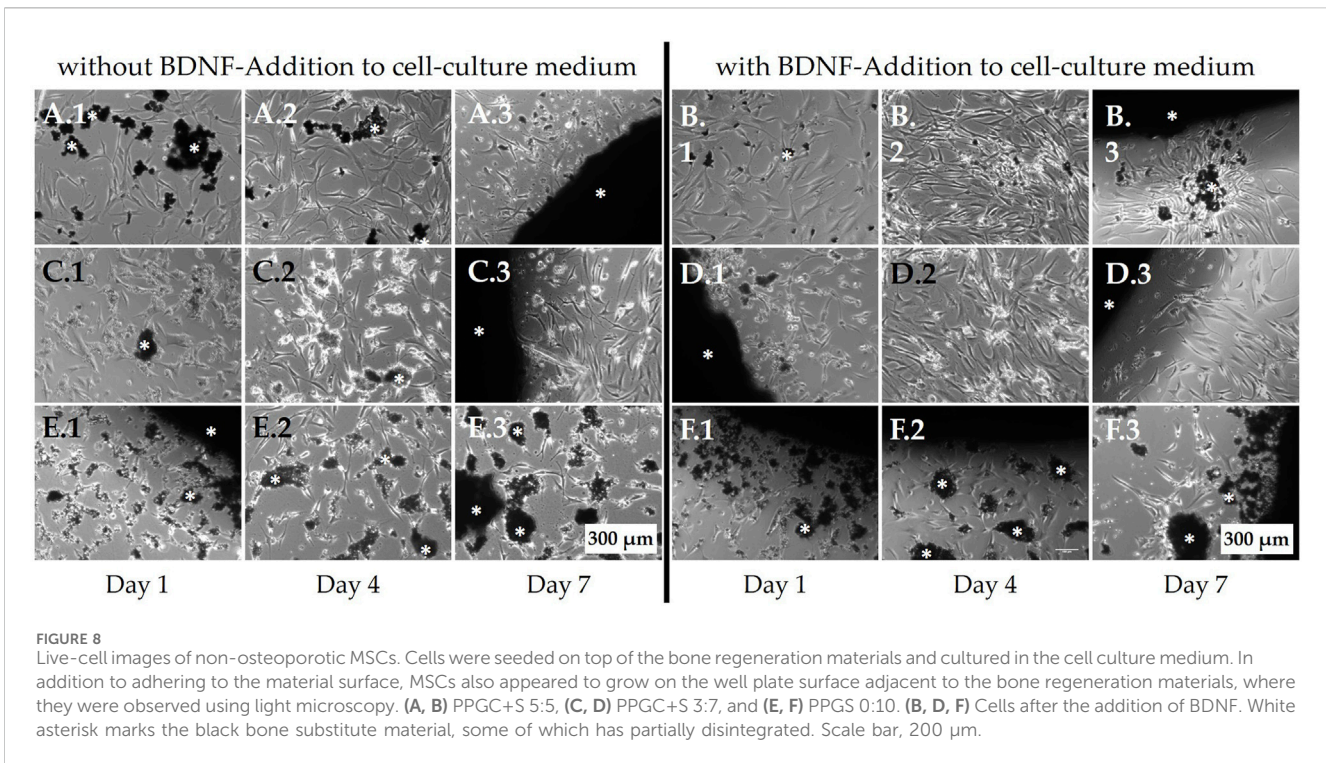 without BDNF-Addition to cell-culture medium
with BDNF-Addition to cell-culture medium
A.1
A.2
A.3
B.
1
B.
2
B.
3
C.1
C.2
C.3
D.1
D.2
D.3
E.1
E.2
E.3
300 µm
F.1
F.2
F.3
300 µm
Day 1
Day 4
Day 7
Day 1
Day 4
Day 7
FIGURE 8
Live-cell images of non-osteoporotic MSCs. Cells were seeded on top of the bone regeneration materials and cultured in the cell culture medium. In
addition to adhering to the material surface, MSCs also appeared to grow on the well plate surface adjacent to the bone regeneration materials, where
they were observed using light microscopy. (A, B) PPGC+S 5:5, (C, D) PPGC+S 3:7, and (E, F) PPGS 0:10. (B, D, F) Cells after the addition of BDNF. White
asterisk marks the black bone substitute material, some of which has partially disintegrated. Scale bar, 200 µm.